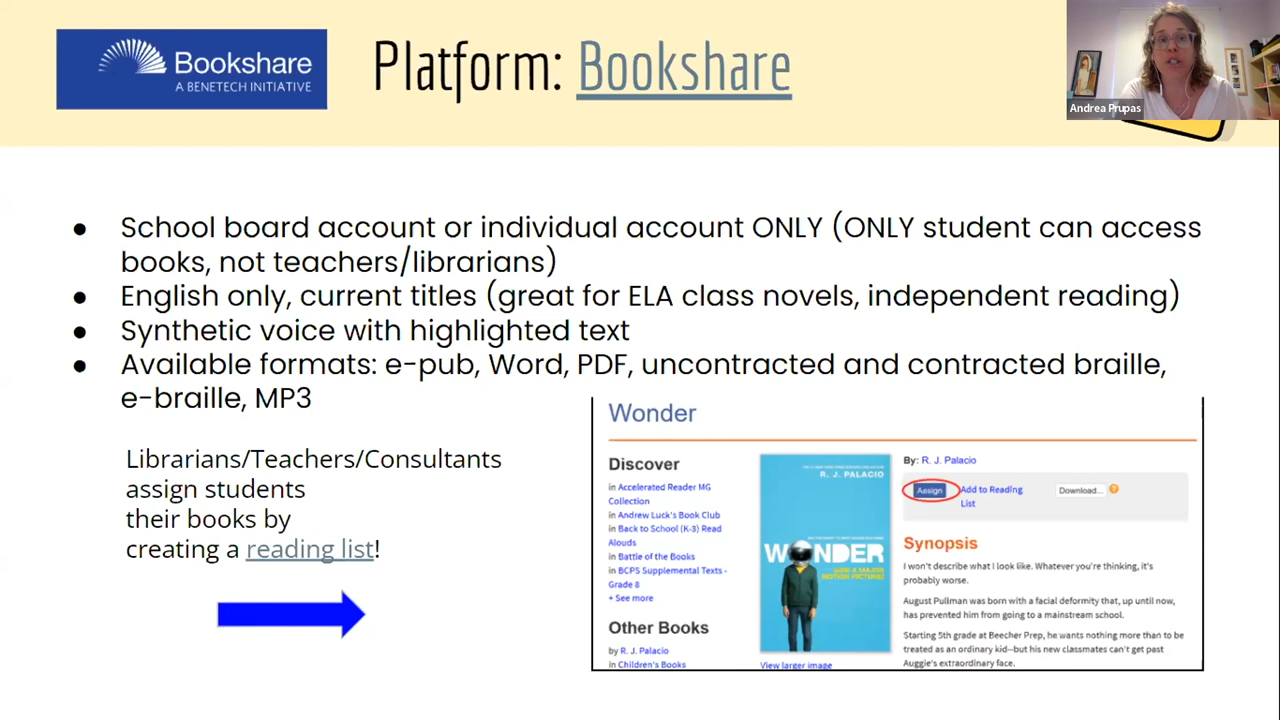 Bookshare
A BENETECH INITIATIVE
Platform: Bookshare
Andrea Prupas
● School board account or individual account ONLY (ONLY student can access
books, not teachers/librarians)
● English only, current titles (great for ELA class novels, independent reading)
● Synthetic voice with highlighted text
● Available formats: e-pub, Word, PDF, uncontracted and contracted braille,
e-braille, MP3
Librarians/Teachers/Consultants
assign students
their books by
creating a reading list!
Wonder
Discover
in Accelerated Reader MG
Collection
in Andrew Luck's Book Club
in Back to School (K-3) Read
Alouds
in Battle of the Books
in BCPS Supplemental Texts -
Grade 8
+ See more
Other Books
by R. J. Palacio
in Children's Books
R. J. PALACIO
WONDER
NOW A MAJOR
MOTION PICTURE!
View larger image
By: R. J. Palacio
Assign
Add to Reading
List
Download...
?
Synopsis
I won't describe what I look like. Whatever you're thinking, it's
probably worse.
August Pullman was born with a facial deformity that, up until now,
has prevented him from going to a mainstream school.
Starting 5th grade at Beecher Prep, he wants nothing more than to be
treated as an ordinary kid--but his new classmates can't get past
Auggie's extraordinary face.